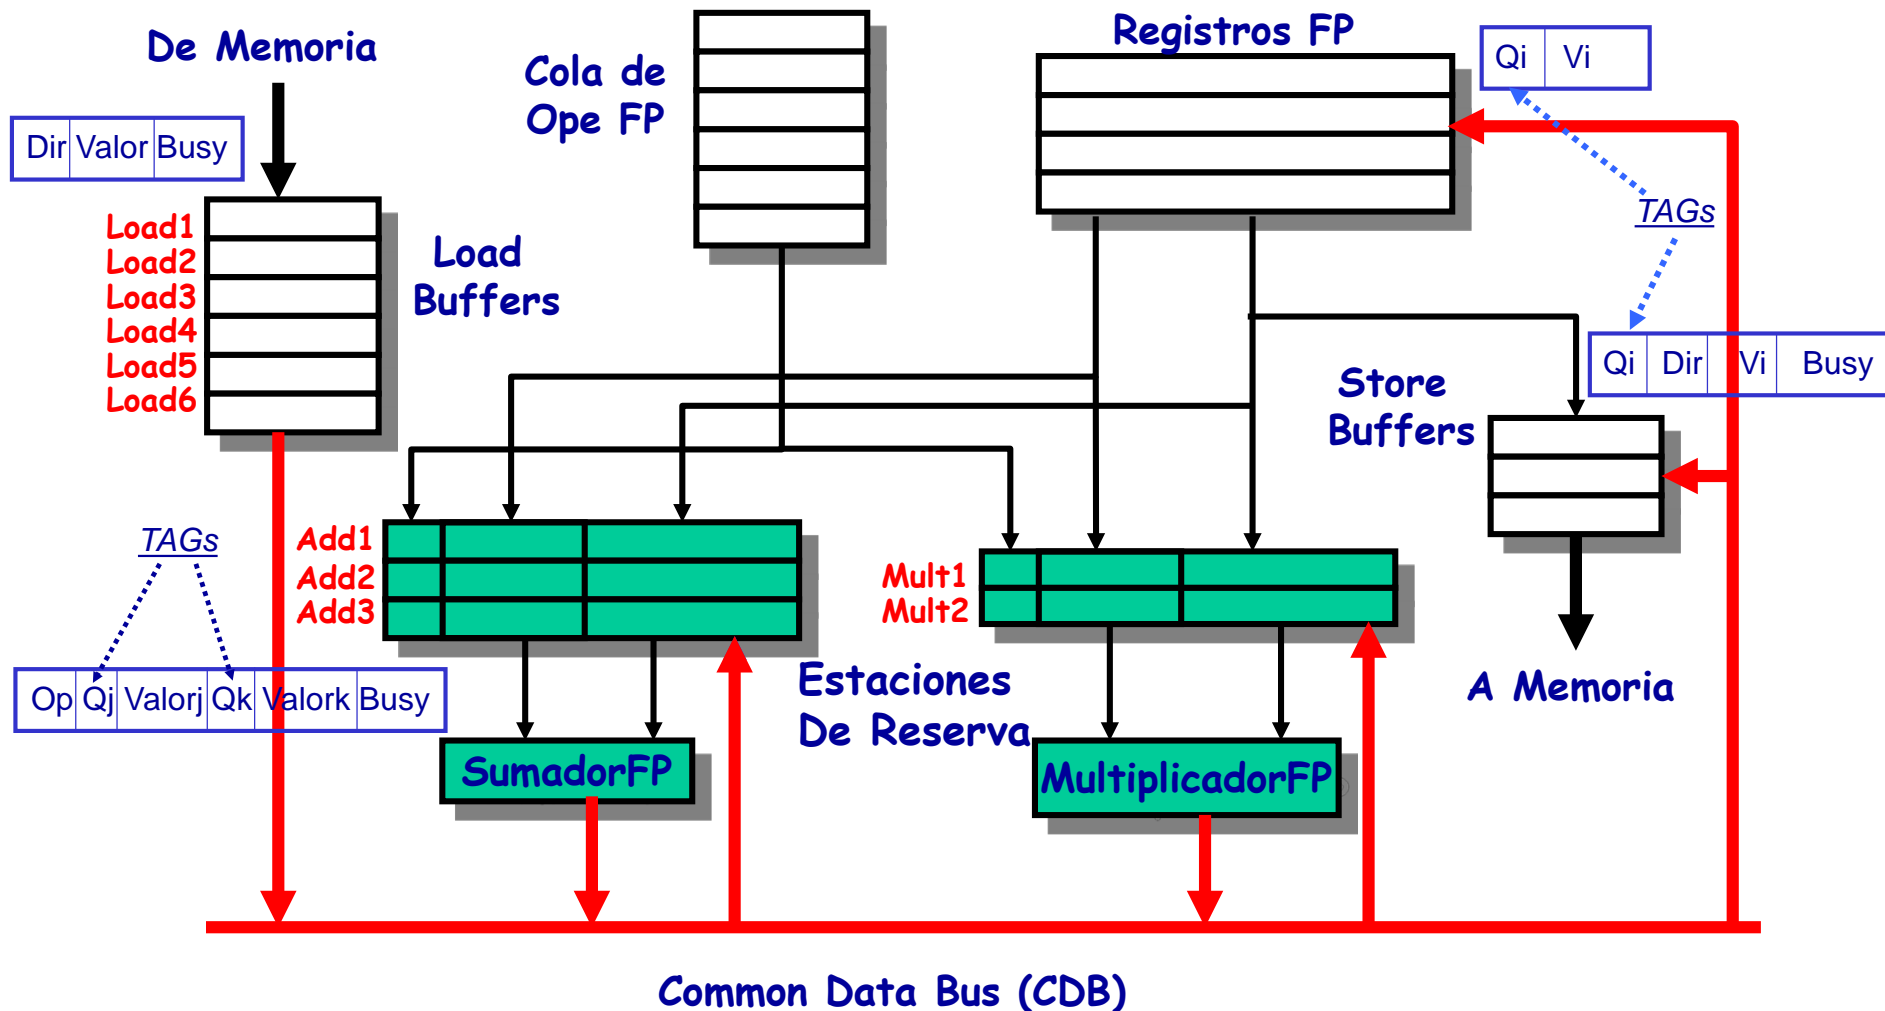 Registros FP
De Memoria
Qi Vi
Cola de
Ope FP
Dir Valor Busy
TAGs
Load1
Load2
Load3
Load4
Load5
Load6
Load
Buffers
Qi Dir Vi Busy
Store
Buffers
TAGs
Add1
Add2
Add3
Mult1
Mult2
Op Qj Valorj Qk Valork Busy
Estaciones
De Reserva
A Memoria
SumadorFP
MultiplicadorFP
Common Data Bus (CDB)